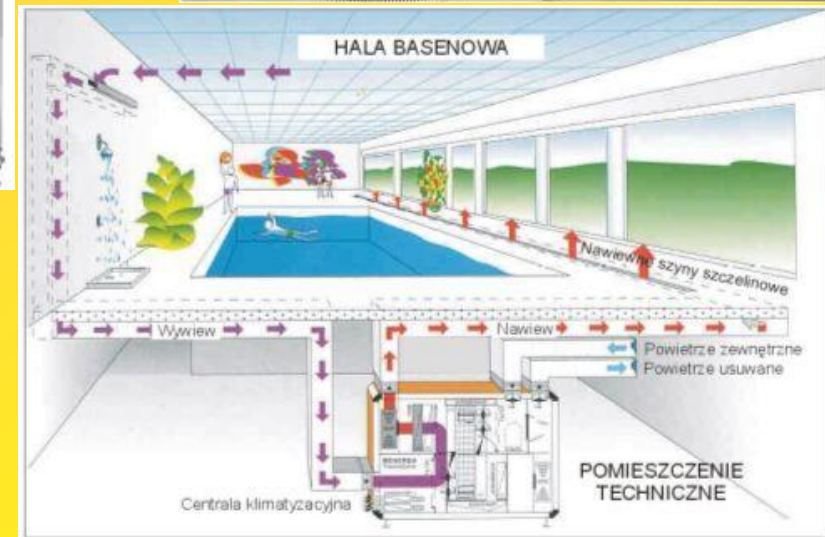 HALA BASENOWA
Nawiewne szyny szczelinowe
Wywiew
Nawiew
Powietrze zewnętrzne
Powietrze usuwane
Centrala klimatyzacyjna
POMIESZCZENIE
TECHNICZNE